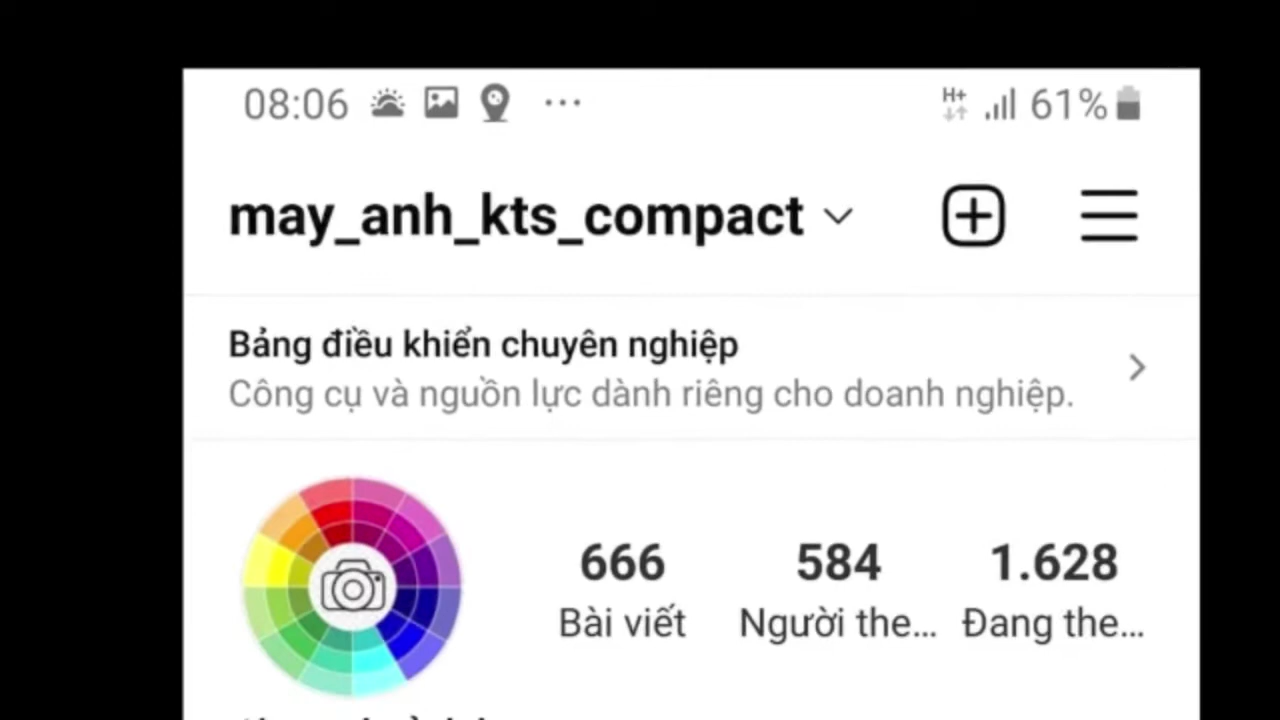 08:06 H+ 61%
may_anh_kts_compact
Bảng điều khiển chuyên nghiệp
Công cụ và nguồn lực dành riêng cho doanh nghiệp.
666 584 1.628
Bài viết Người the... Đang the...